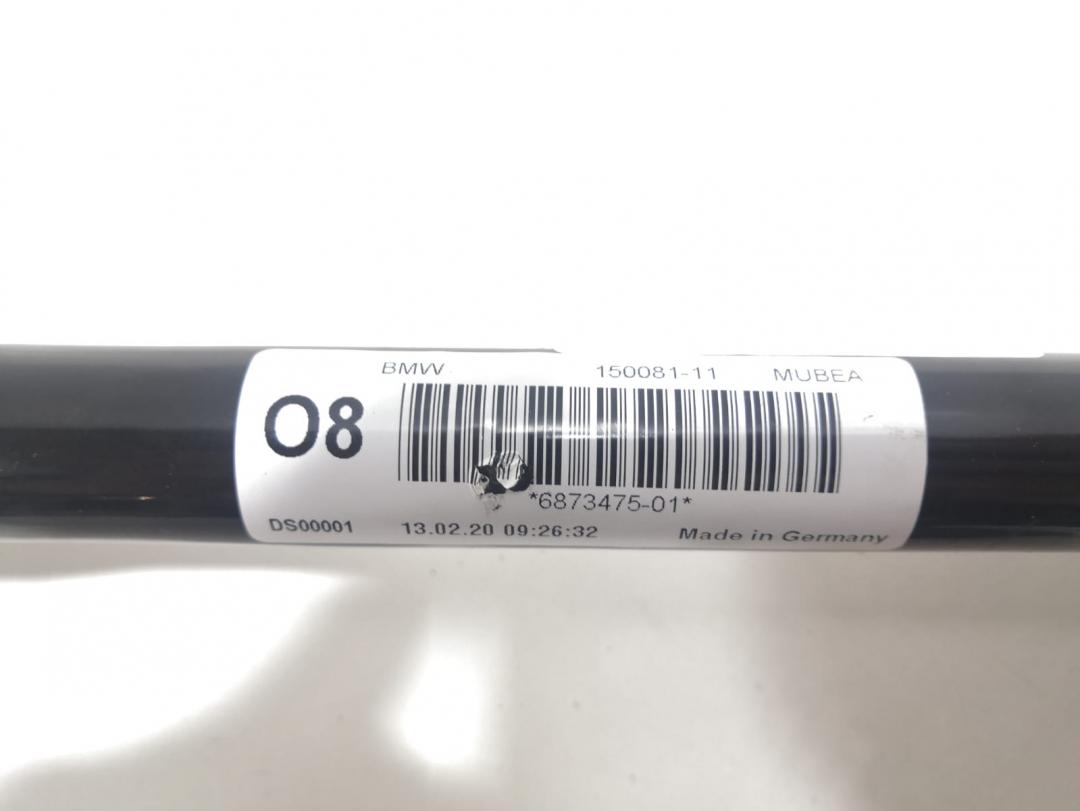 BMW 150081-11 MUBEA
O8
*6873475-01*
DS00001 13.02.20 09:26:32 Made in Germany